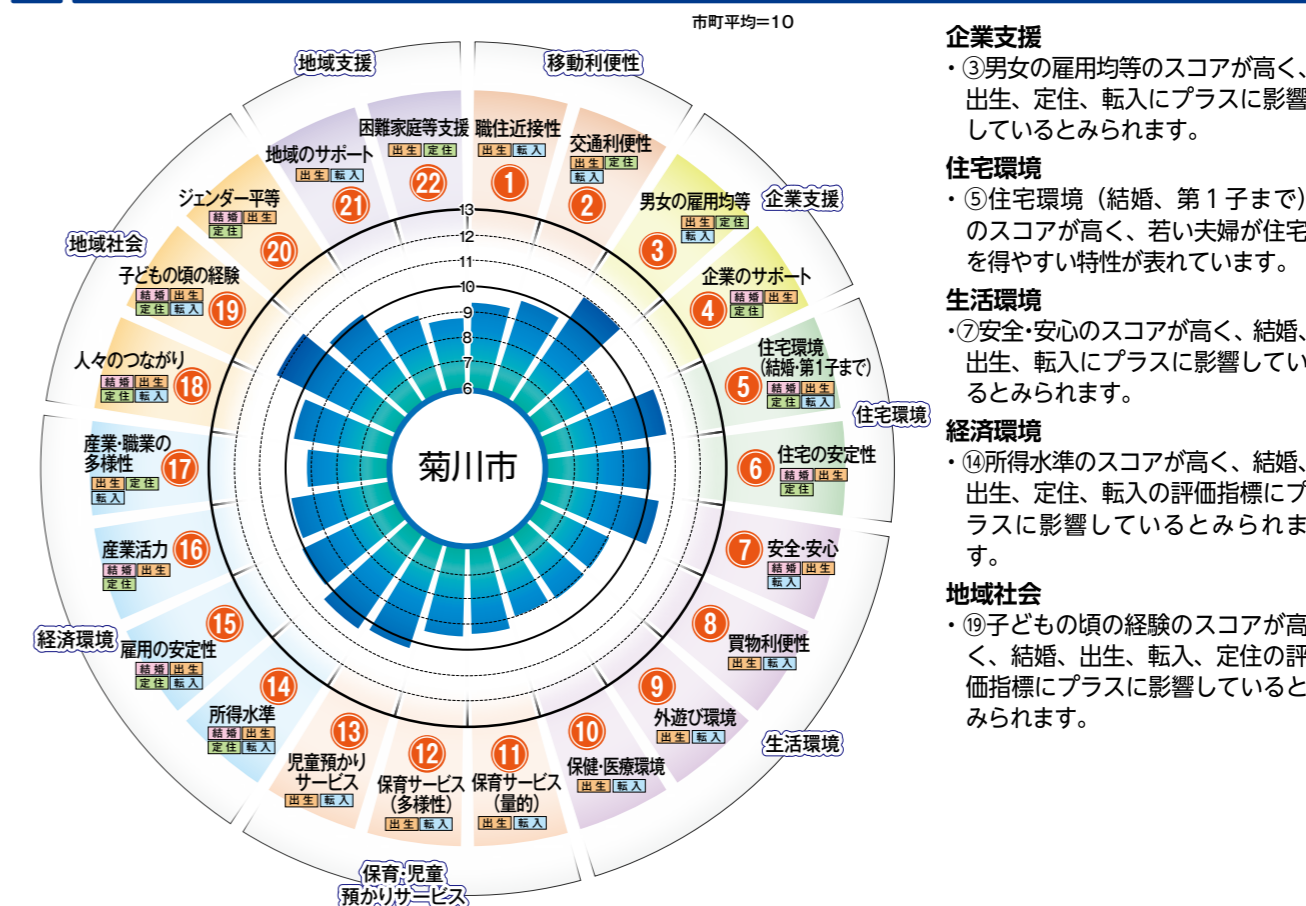 市町平均=10
地域支援
移動利便性
企業支援
住宅環境
生活環境
保育・児童
預かりサービス
経済環境
地域社会
職住近接性
出生 転入
1
交通利便性
出生 定住
転入
2
男女の雇用均等
出生 定住
転入
3
企業のサポート
結婚 出生
定住
4
住宅環境
(結婚・第1子まで)
結婚 出生
定住 転入
5
住宅の安定性
結婚 出生
定住
6
安全・安心
結婚 出生
転入
7
買物利便性
出生 転入
8
外遊び環境
出生 転入
9
保健・医療環境
出生 転入
10
保育サービス
(量的)
出生 転入
11
保育サービス
(多様性)
出生 転入
12
児童預かり
サービス
出生 転入
13
所得水準
結婚 出生
定住 転入
14
雇用の安定性
結婚 出生
定住 転入
15
産業活力
結婚 出生
定住
16
産業・職業の
多様性
出生 定住
転入
17
人々のつながり
結婚 出生
定住 転入
18
子どもの頃の経験
結婚 出生
定住 転入
19
ジェンダー平等
結婚 出生
定住
20
地域のサポート
出生 転入
21
困難家庭等支援
出生 定住
22
13
12
11
10
9
8
7
6
菊川市
企業支援
・③男女の雇用均等のスコアが高く、
出生、定住、転入にプラスに影響
しているとみられます。
住宅環境
・⑤住宅環境(結婚、第1子まで)
のスコアが高く、若い夫婦が住宅
を得やすい特性が表れています。
生活環境
・⑦安全・安心のスコアが高く、結婚、
出生、転入にプラスに影響してい
るとみられます。
経済環境
・⑭所得水準のスコアが高く、結婚、
出生、定住、転入の評価指標にプ
ラスに影響しているとみられま
す。
地域社会
・⑲子どもの頃の経験のスコアが高
く、結婚、出生、転入、定住の評
価指標にプラスに影響していると
みられます。